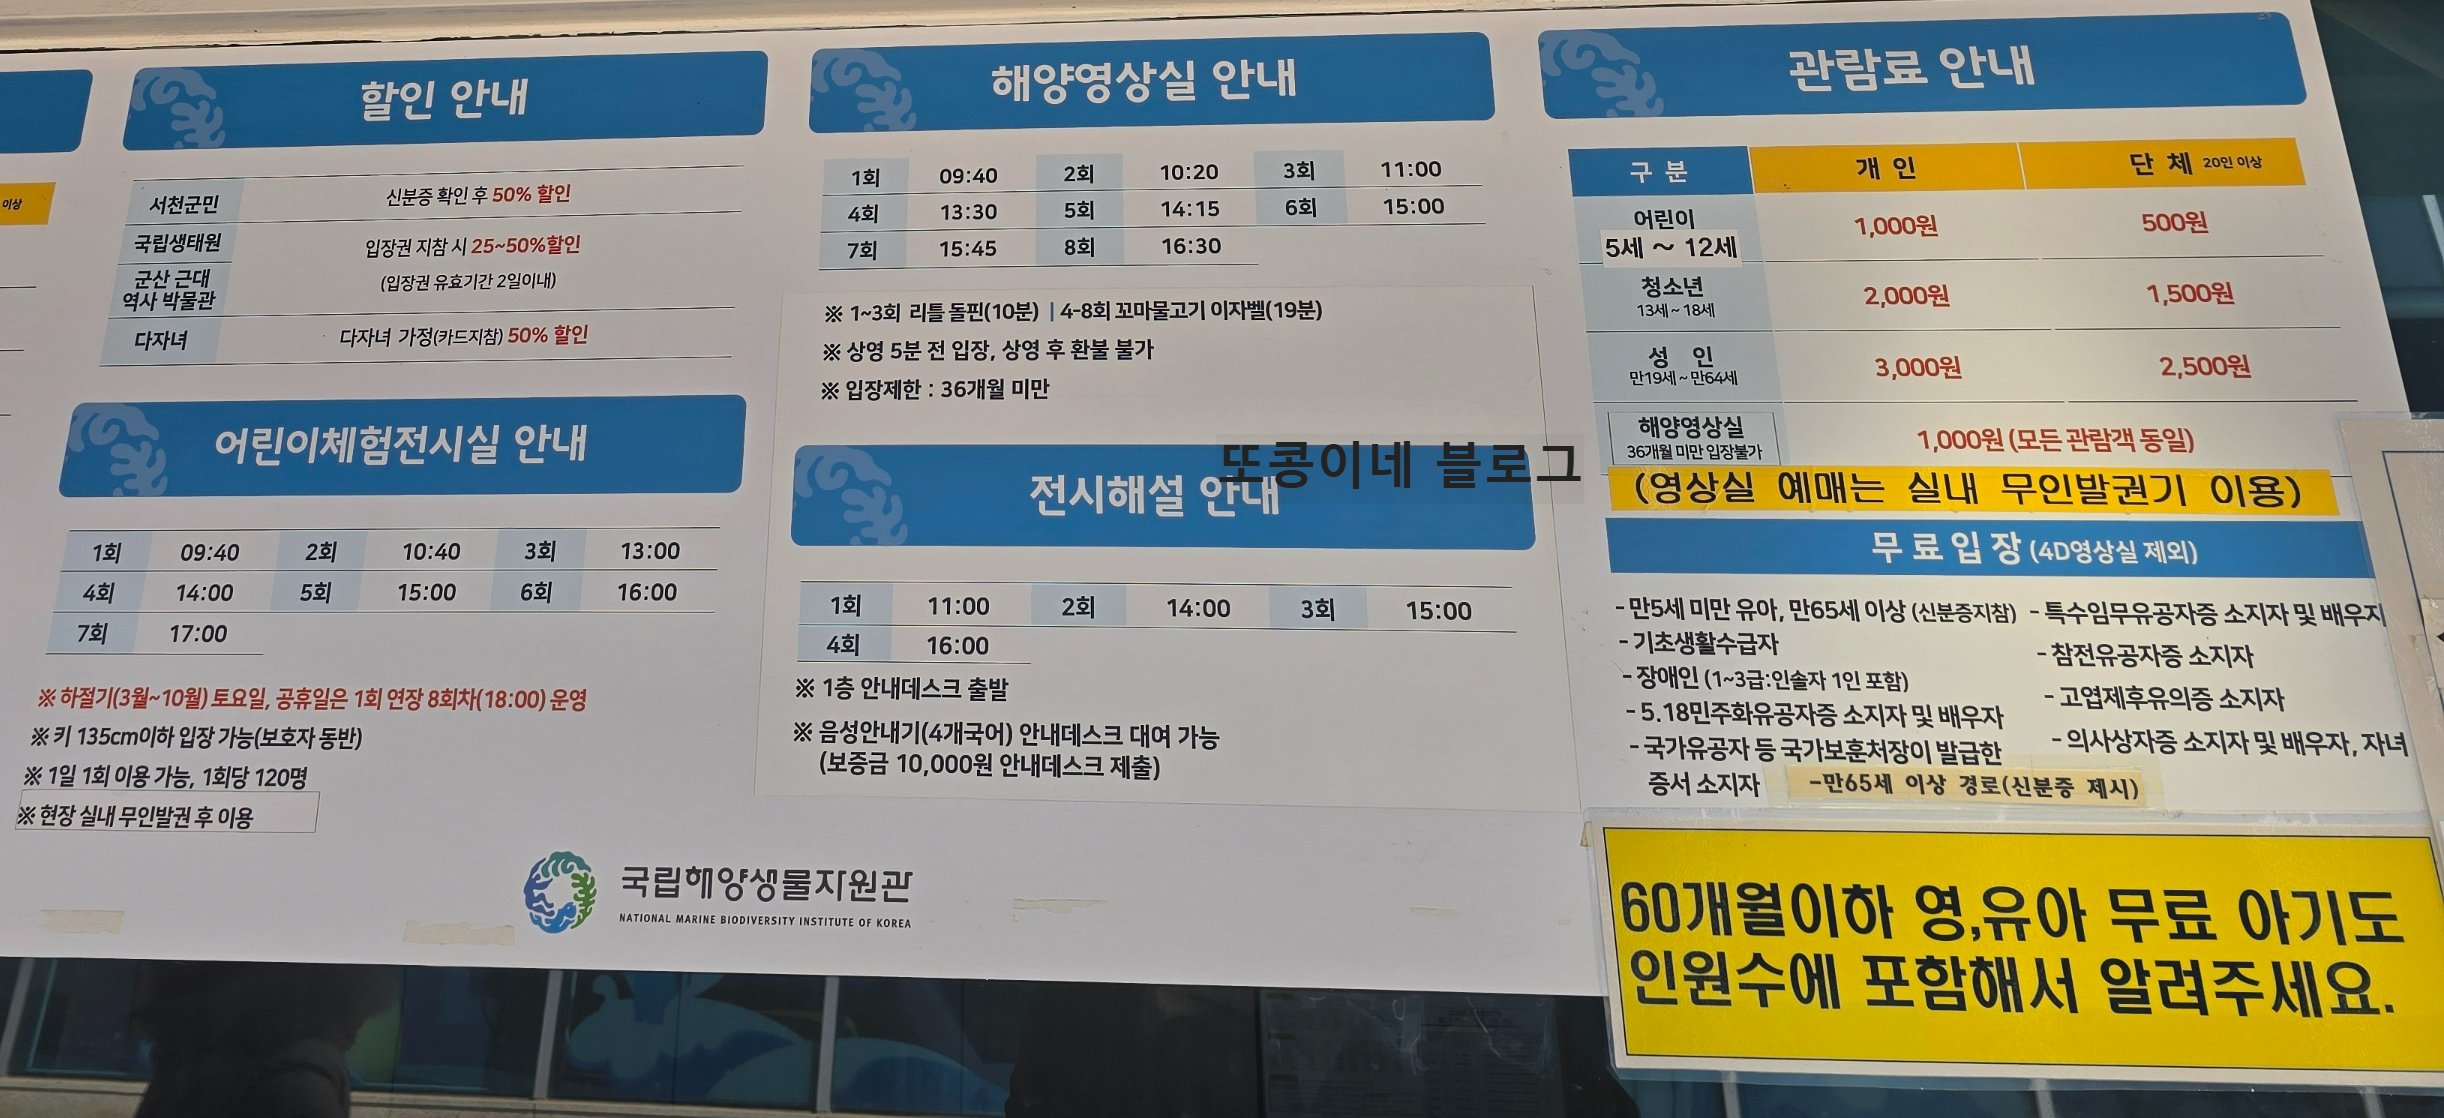 이상
할인 안내
서천군민 신분증 확인 후 50% 할인
국립생태원 입장권 지참 시 25~50%할인
군산 근대
역사 박물관 (입장권 유효기간 2일이내)
다자녀 다자녀 가정(카드지참) 50% 할인
어린이체험전시실 안내
1회 09:40 2회 10:40 3회 13:00
4회 14:00 5회 15:00 6회 16:00
7회 17:00
※ 하절기(3월~10월) 토요일, 공휴일은 1회 연장 8회차(18:00) 운영
※ 키 135cm이하 입장 가능(보호자 동반)
※ 1일 1회 이용 가능, 1회당 120명
※ 현장 실내 무인발권 후 이용
해양영상실 안내
1회 09:40 2회 10:20 3회 11:00
4회 13:30 5회 14:15 6회 15:00
7회 15:45 8회 16:30
※ 1~3회 리틀 돌핀(10분) | 4-8회 꼬마물고기 이자벨(19분)
※ 상영 5분 전 입장, 상영 후 환불 불가
※ 입장제한 : 36개월 미만
또콩이네 블로그
전시해설 안내
1회 11:00 2회 14:00 3회 15:00
4회 16:00
※ 1층 안내데스크 출발
※ 음성안내기(4개국어) 안내데스크 대여 가능
(보증금 10,000원 안내데스크 제출)
국립해양생물자원관
NATIONAL MARINE BIODIVERSITY INSTITUTE OF KOREA
관람료 안내
구 분 개 인 단 체 20인 이상
어린이
5세 ~ 12세 1,000원 500원
청소년
13세 ~ 18세 2,000원 1,500원
성 인
만19세 ~ 만64세 3,000원 2,500원
해양영상실
36개월 미만 입장불가 1,000원 (모든 관람객 동일)
(영상실 예매는 실내 무인발권기 이용)
무 료 입 장 (4D영상실 제외)
- 만5세 미만 유아, 만65세 이상 (신분증지참)
- 기초생활수급자
- 장애인 (1~3급:인솔자 1인 포함)
- 5.18민주화유공자증 소지자 및 배우자
- 국가유공자 등 국가보훈처장이 발급한
증서 소지자
- 특수임무유공자증 소지자 및 배우자
- 참전유공자증 소지자
- 고엽제후유의증 소지자
- 의사상자증 소지자 및 배우자, 자녀
-만65세 이상 경로(신분증 제시)
60개월이하 영,유아 무료 아기도
인원수에 포함해서 알려주세요.